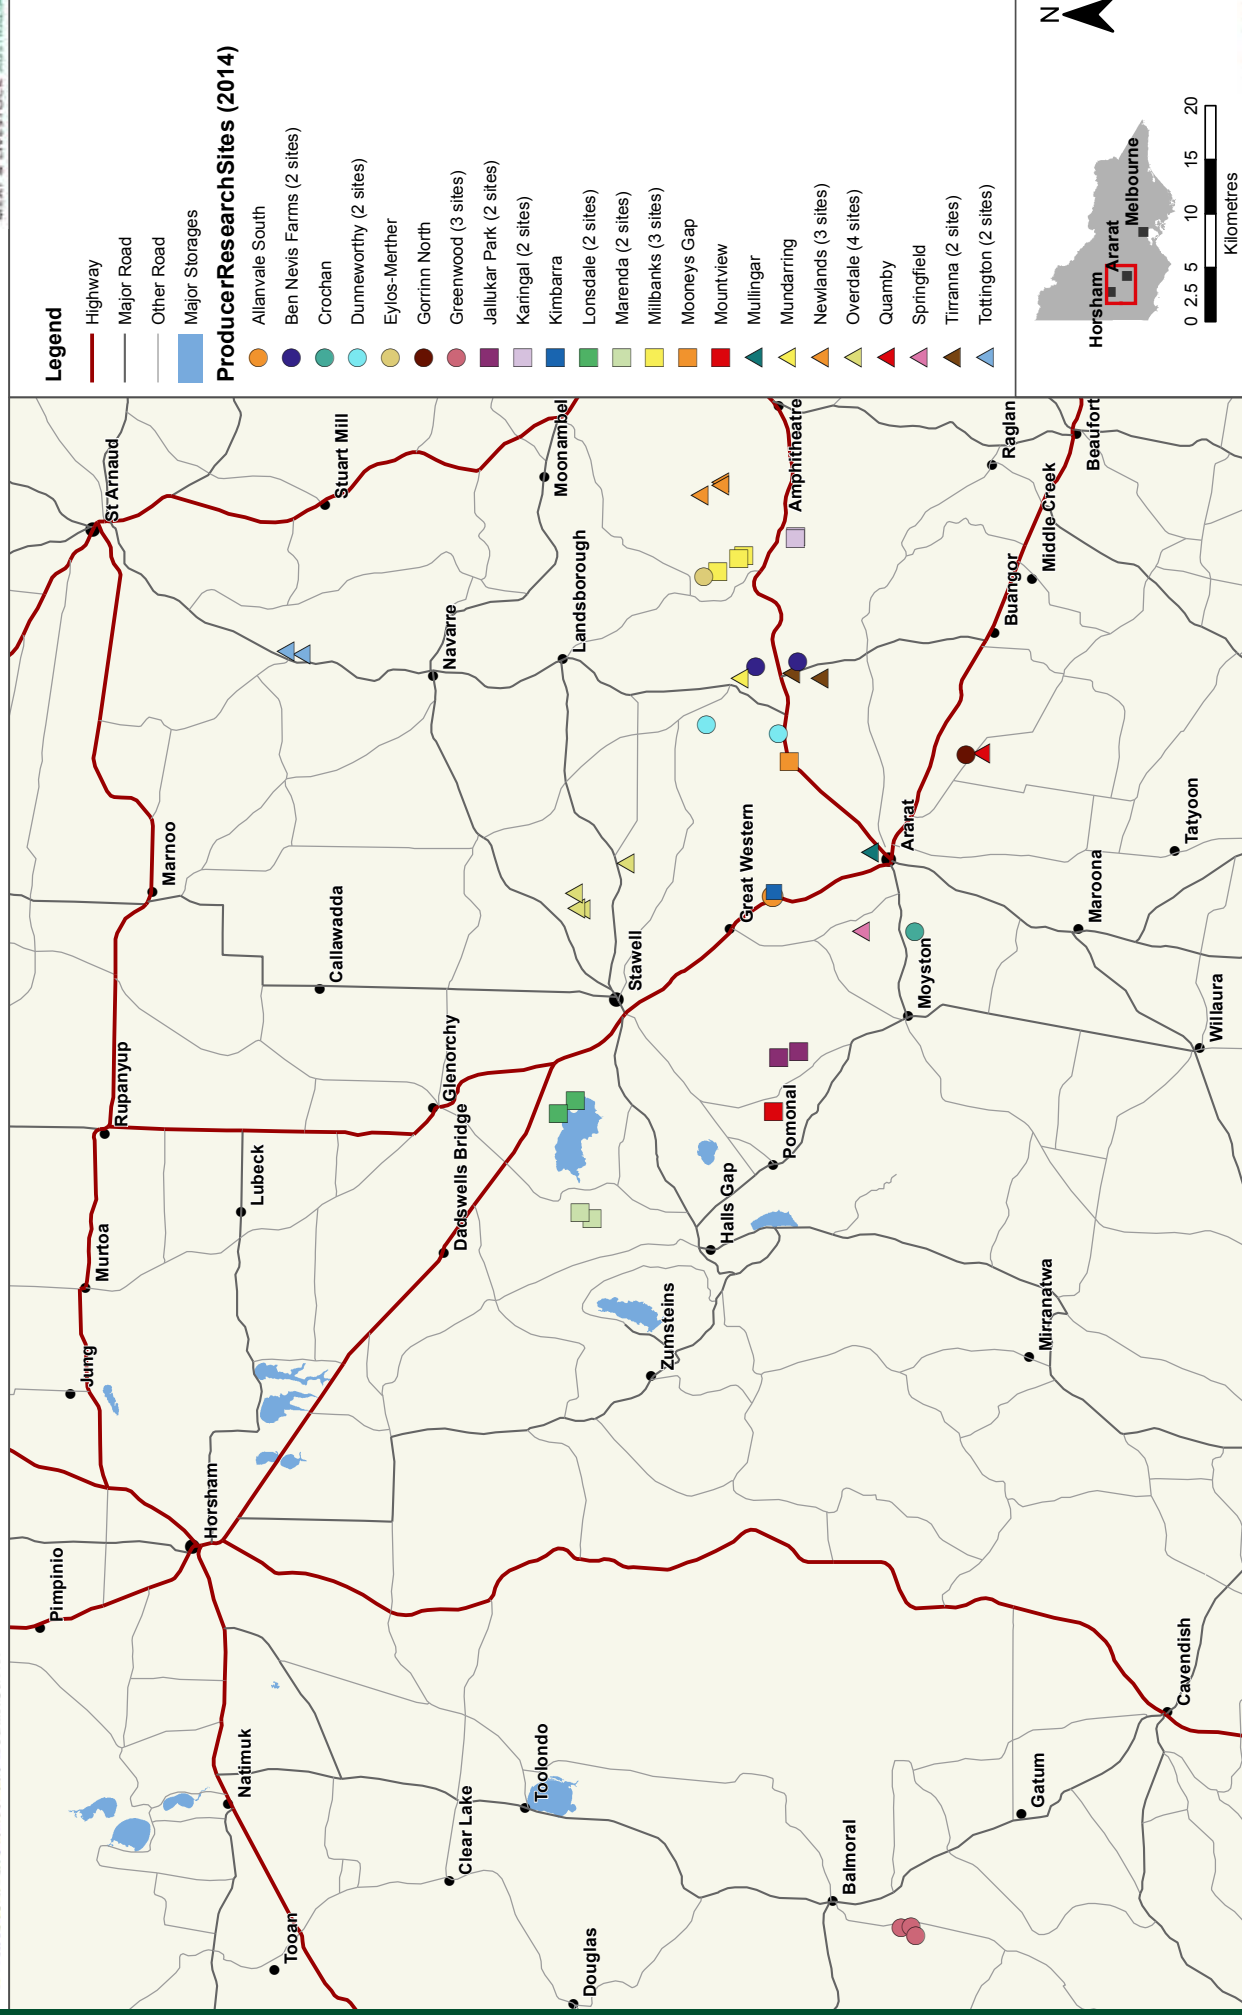 Legend
Highway
Major Road
Other Road
Major Storages
ProducerResearchSites (2014)
Allanvale South
Ben Nevis Farms (2 sites)
Crochan
Dunneworthy (2 sites)
Eylos-Merther
Gorrinn North
Greenwood (3 sites)
Jallukar Park (2 sites)
Karingal (2 sites)
Kimbarra
Lonsdale (2 sites)
Marenda (2 sites)
Millbanks (3 sites)
Mooneys Gap
Mountview
Mullingar
Mundarring
Newlands (3 sites)
Overdale (4 sites)
Quamby
Springfield
Tirranna (2 sites)
Tottington (2 sites)
N
Horsham
Ararat
Melbourne
0 2.5 5 10 15 20
Kilometres
St Arnaud
Stuart Mill
Moonambel
Amphitheatre
Raglan
Beaufort
Middle Creek
Buangor
Landsborough
Navarre
Marnoo
Callawadda
Stawell
Great Western
Ararat
Tatyoon
Maroona
Moyston
Willaura
Rupanyup
Glenorchy
Dadswells Bridge
Lubeck
Murtoa
Jung
Pomonal
Halls Gap
Zumsteins
Mirranatwa
Horsham
Pimpinio
Natimuk
Tooan
Clear Lake
Toolondo
Douglas
Balmoral
Gatum
Cavendish